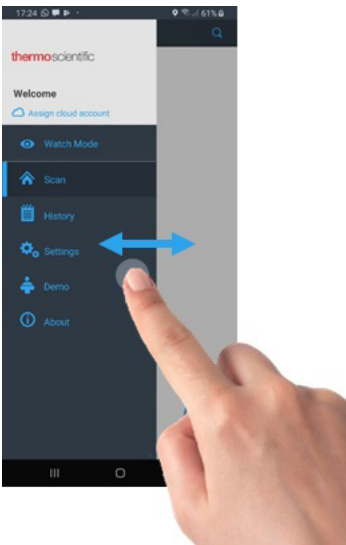 17:24
61%
thermoscientific
Welcome
Assign cloud account
Watch Mode
Scan
History
Settings
Demo
About